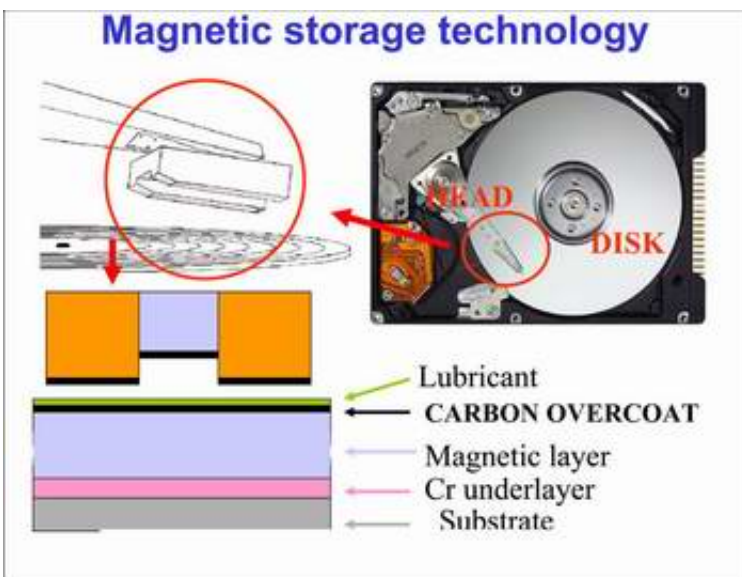 Magnetic storage technology
HEAD
DISK
Lubricant
CARBON OVERCOAT
Magnetic layer
Cr underlayer
Substrate